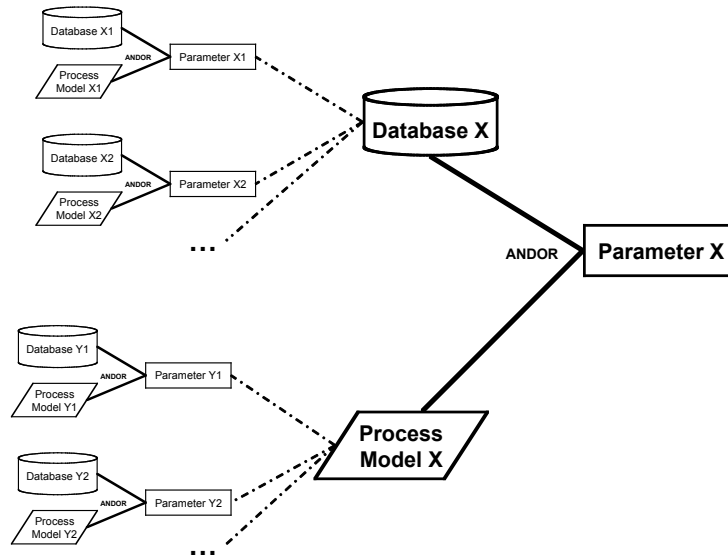 Database X1
ANDOR
Process
Model X1
Parameter X1
Database X2
ANDOR
Process
Model X2
Parameter X2
...
Database X
ANDOR
Parameter X
Database Y1
ANDOR
Process
Model Y1
Parameter Y1
Process
Model X
Database Y2
ANDOR
Process
Model Y2
Parameter Y2
...